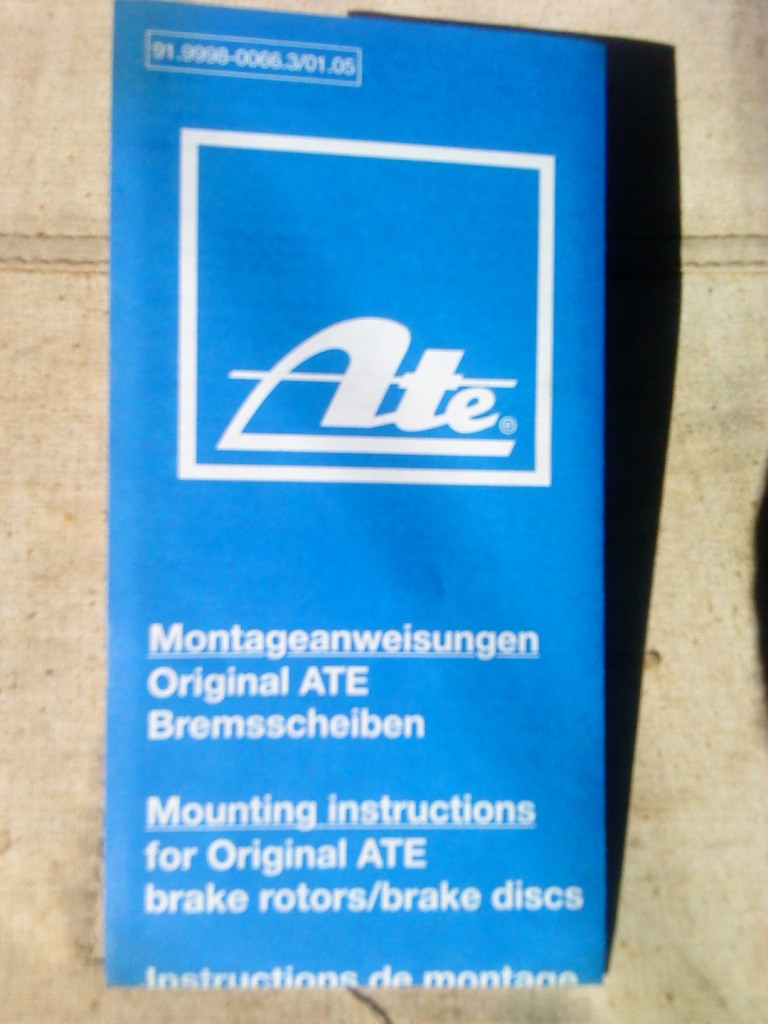 91.9998-0066.3/01.05
Ate®
Montageanweisungen
Original ATE
Bremsscheiben
Mounting instructions
for Original ATE
brake rotors/brake discs
Instructions de montage